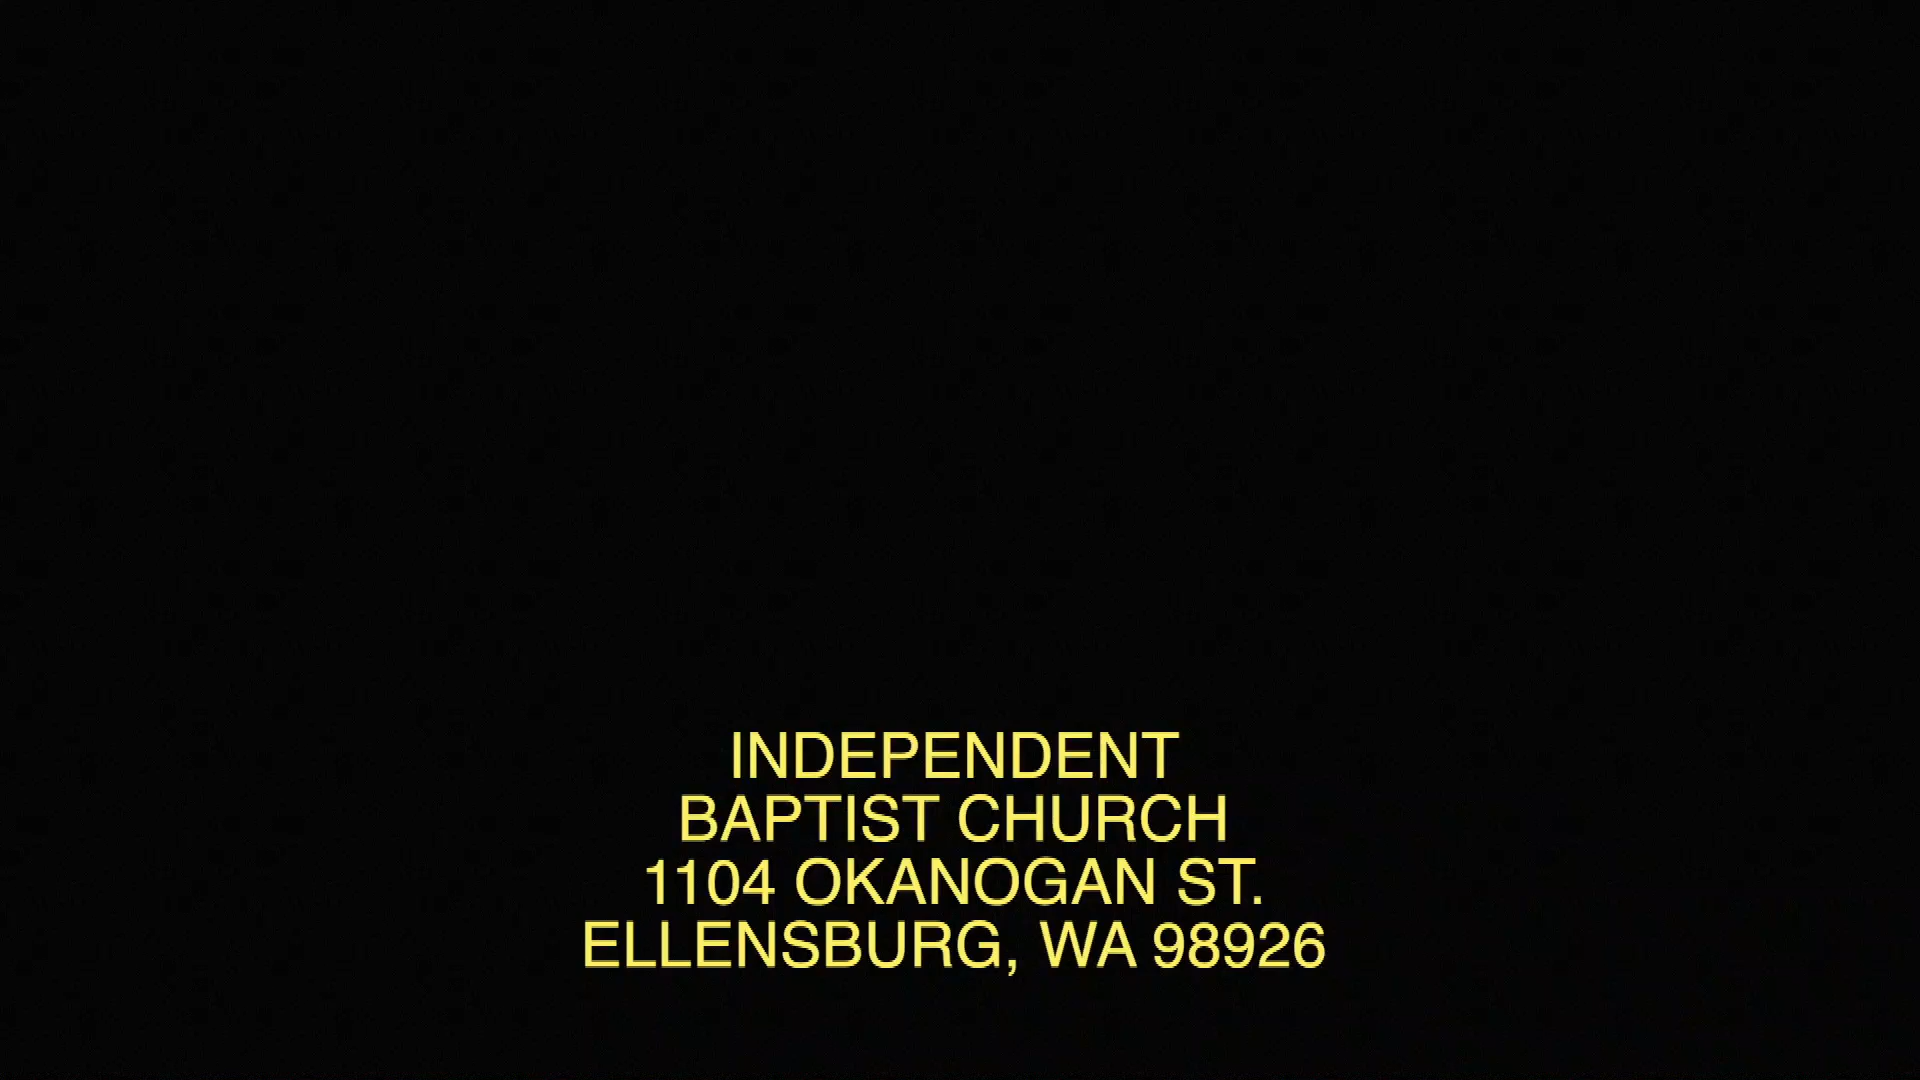 INDEPENDENT
BAPTIST CHURCH
1104 OKANOGAN ST.
ELLENSBURG, WA 98926